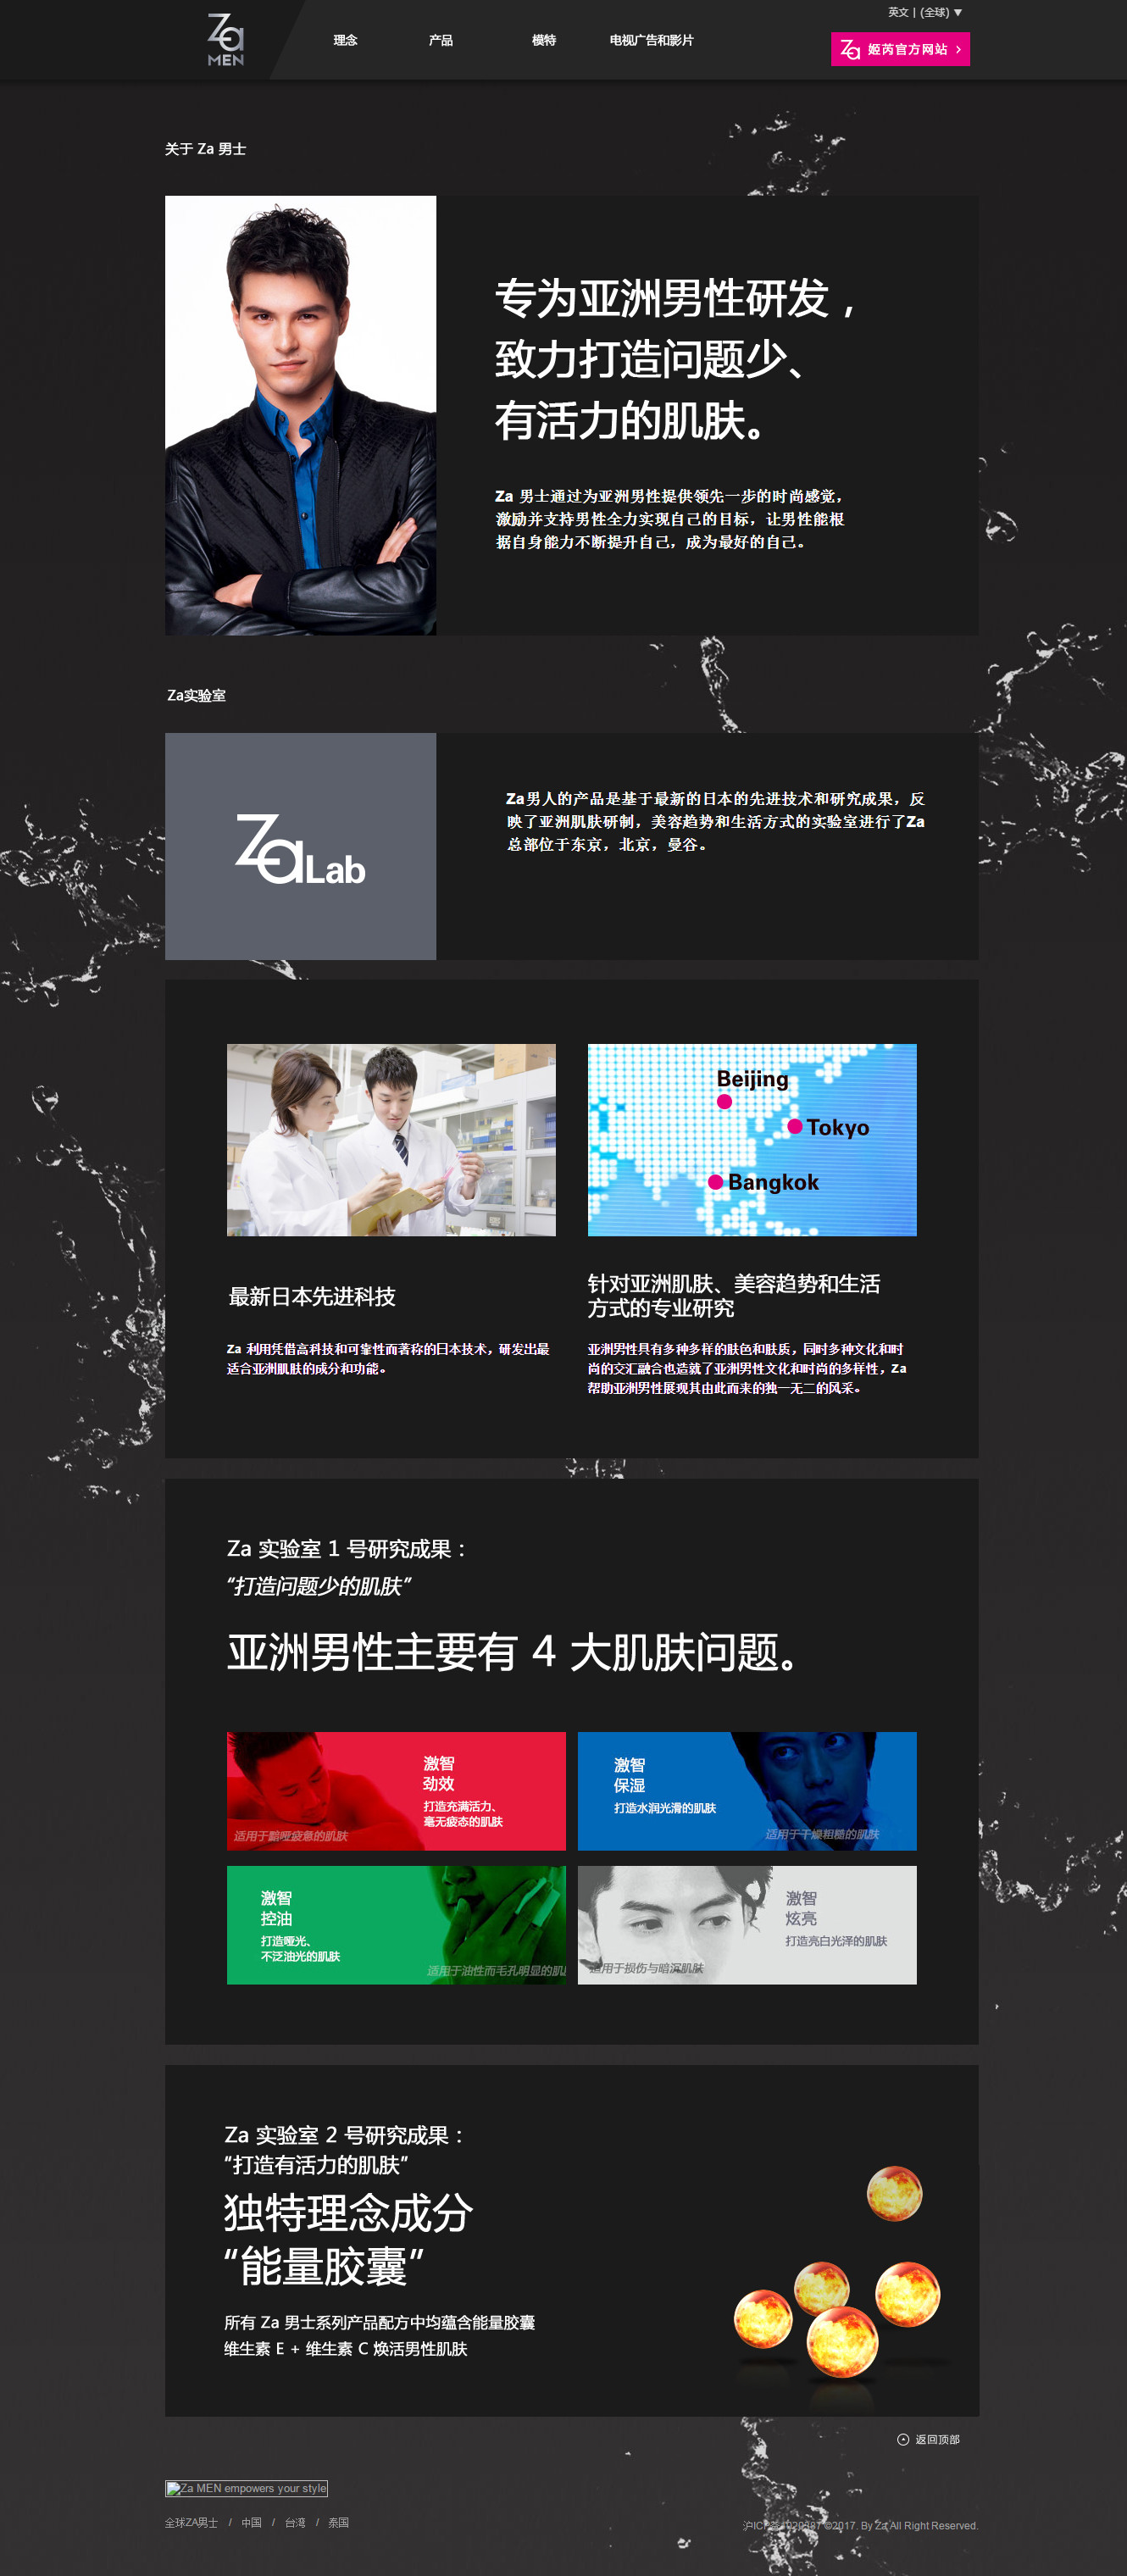 Za
MEN
理念
产品
模特
电视广告和影片
英文 | (全球) ▼
Za 姬芮官方网站
关于 Za 男士
专为亚洲男性研发，
致力打造问题少、
有活力的肌肤。
Za 男士通过为亚洲男性提供领先一步的时尚感觉，
激励并支持男性全力实现自己的目标，让男性能根
据自身能力不断提升自己，成为最好的自己。
Za实验室
Za Lab
Za男人的产品是基于最新的日本的先进技术和研究成果，反
映了亚洲肌肤研制，美容趋势和生活方式的实验室进行了Za
总部位于东京，北京，曼谷。
Beijing
Tokyo
Bangkok
最新日本先进科技
Za 利用凭借高科技和可靠性而著称的日本技术，研发出最
适合亚洲肌肤的成分和功能。
针对亚洲肌肤、美容趋势和生活
方式的专业研究
亚洲男性具有多种多样的肤色和肤质，同时多种文化和时
尚的交汇融合也造就了亚洲男性文化和时尚的多样性，Za
帮助亚洲男性展现其由此而来的独一无二的风采。
Za 实验室 1 号研究成果：
“打造问题少的肌肤”
亚洲男性主要有 4 大肌肤问题。
激智
劲效
打造充满活力、
毫无疲态的肌肤
适用于黯哑疲惫的肌肤
激智
保湿
打造水润光滑的肌肤
适用于干燥粗糙的肌肤
激智
控油
打造哑光、
不泛油光的肌肤
适用于油性而毛孔明显的肌
激智
炫亮
打造亮白光泽的肌肤
适用于损伤与暗沉肌肤
Za 实验室 2 号研究成果：
“打造有活力的肌肤”
独特理念成分
“能量胶囊”
所有 Za 男士系列产品配方中均蕴含能量胶囊
维生素 E + 维生素 C 焕活男性肌肤
返回顶部
Za MEN empowers your style
全球ZA男士 / 中国 / 台湾 / 泰国
©2017. By Za All Right Reserved.